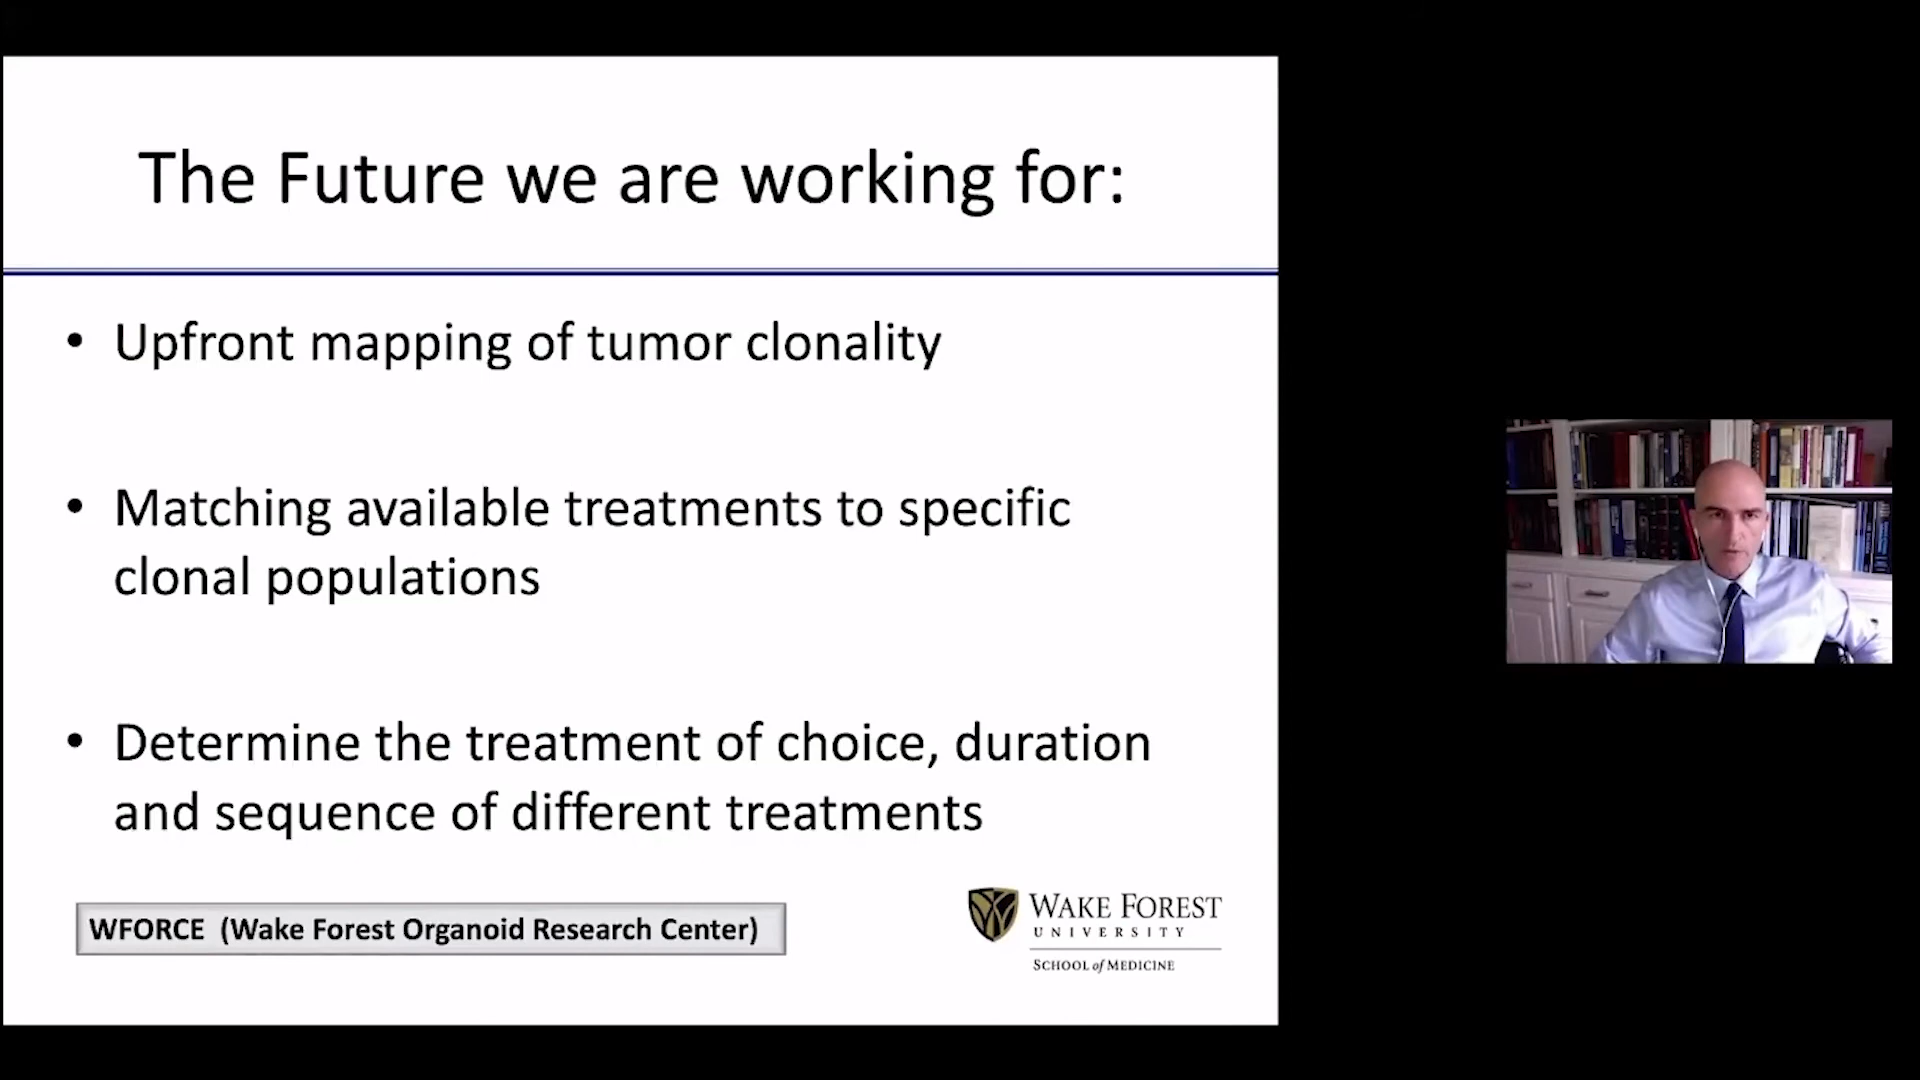 The Future we are working for:
• Upfront mapping of tumor clonality
• Matching available treatments to specific
clonal populations
• Determine the treatment of choice, duration
and sequence of different treatments
WFORCE (Wake Forest Organoid Research Center)
WAKE FOREST
UNIVERSITY
SCHOOL of MEDICINE